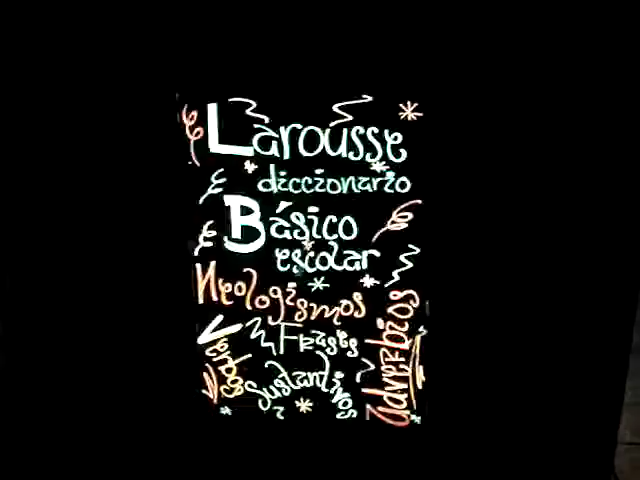 Larousse
diccionario
Básico
escolar
Neologismos
Frases
Verbos
Sustantivos
Adverbios